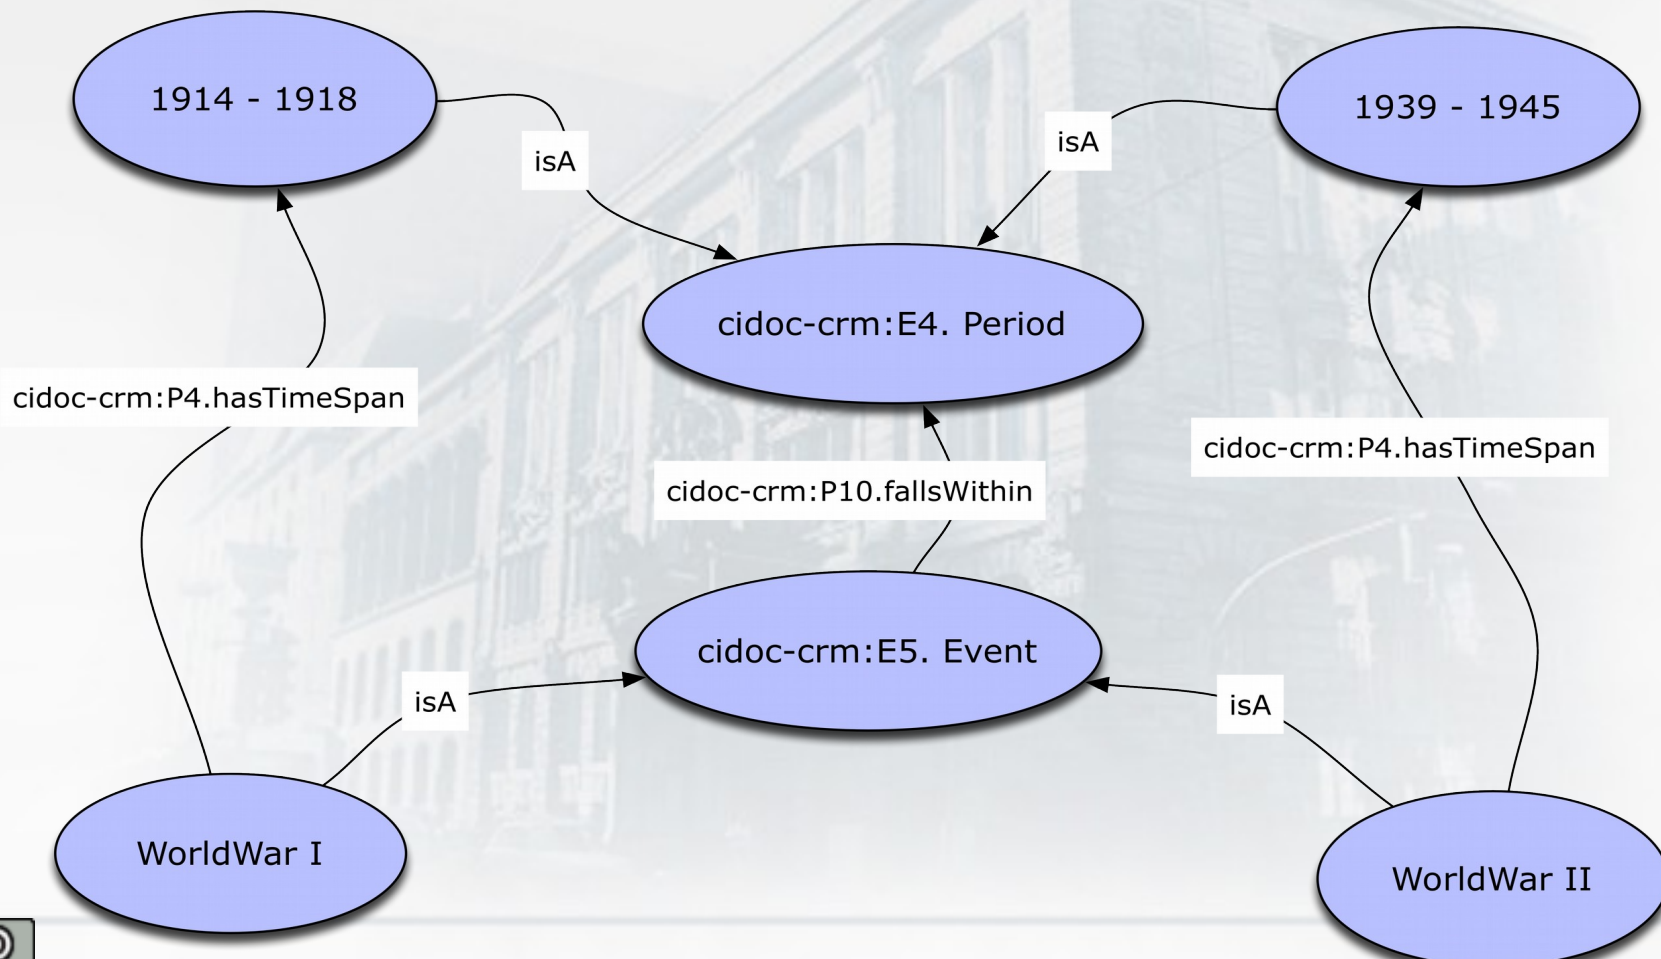 1914 - 1918
1939 - 1945
isA
isA
cidoc-crm:E4. Period
cidoc-crm:P4.hasTimeSpan
cidoc-crm:P4.hasTimeSpan
cidoc-crm:P10.fallsWithin
cidoc-crm:E5. Event
isA
isA
WorldWar I
WorldWar II